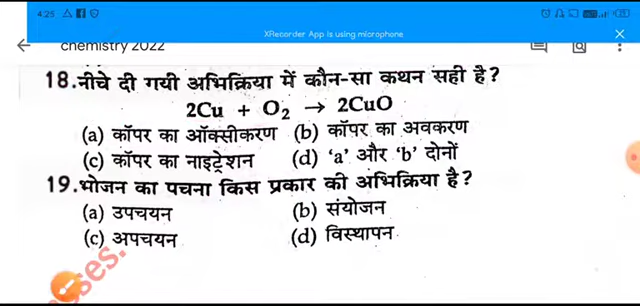 4:25
XRecorder App is using microphone
chemistry 2022
18. नीचे दी गयी अभिक्रिया में कौन-सा कथन सही है?
2Cu + O₂ → 2CuO
(a) कॉपर का ऑक्सीकरण (b) कॉपर का अवकरण
(c) कॉपर का नाइट्रेशन (d) ‘a’ और ‘b’ दोनों
19. भोजन का पचना किस प्रकार की अभिक्रिया है?
(a) उपचयन (b) संयोजन
(c) अपचयन (d) विस्थापन